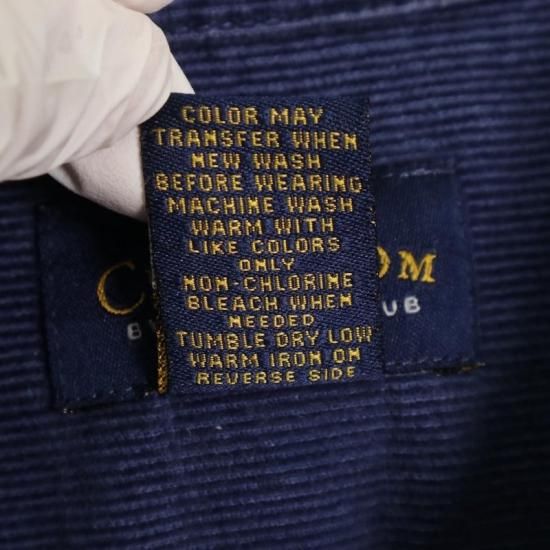 COLOR MAY
TRANSFER WHEN
NEW WASH
BEFORE WEARING
MACHINE WASH
WARM WITH
LIKE COLORS
ONLY
NON-CHLORINE
BLEACH WHEN
NEEDED
TUMBLE DRY LOW
WARM IRON ON
REVERSE SIDE